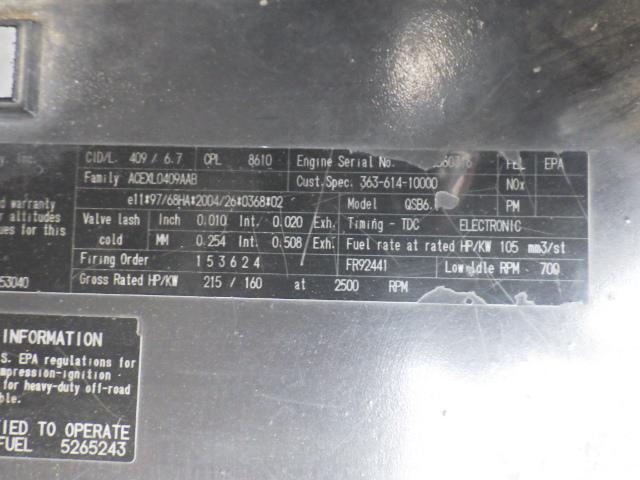 y, Inc.
d warranty
altitudes
ues for this
53040
CID/L. 409 / 6.7 CPL 8610 Engine Serial No. FEL EPA
Family ACEXL0409AAB Cust.Spec. 363-614-10000 NOx
e11*97/68HA*2004/26*0368*02 Model QSB6. PM
Valve lash Inch 0.010 Int. 0.020 Exh. Timing - TDC ELECTRONIC
cold MM 0.254 Int. 0.508 Exh. Fuel rate at rated HP/KW 105 mm3/st
Firing Order 1 5 3 6 2 4 FR92441 Low Idle RPM 700
Gross Rated HP/KW 215 / 160 at 2500 RPM
INFORMATION
S. EPA regulations for
mpression-ignition
for heavy-duty off-road
ble.
IED TO OPERATE
FUEL 5265243